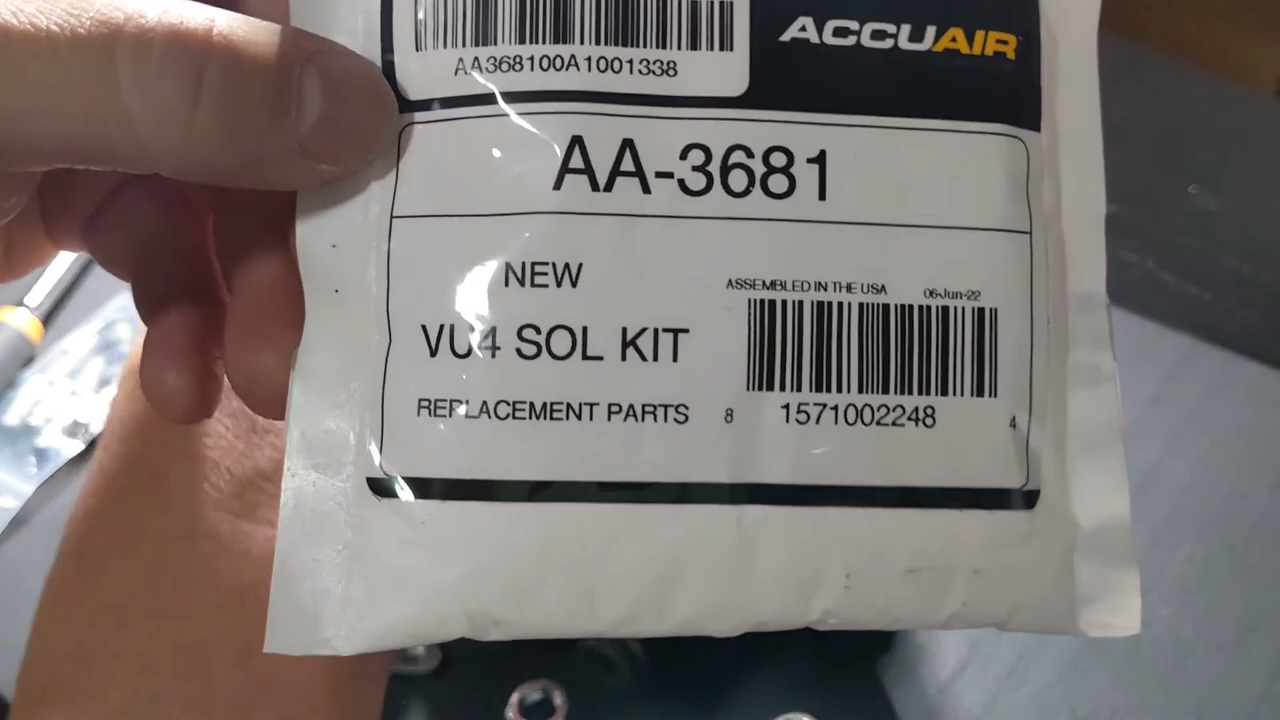 ACCUAIR
AA368100A1001338
AA-3681
NEW
ASSEMBLED IN THE USA 06-Jun-22
VU4 SOL KIT
REPLACEMENT PARTS
8 1571002248 4